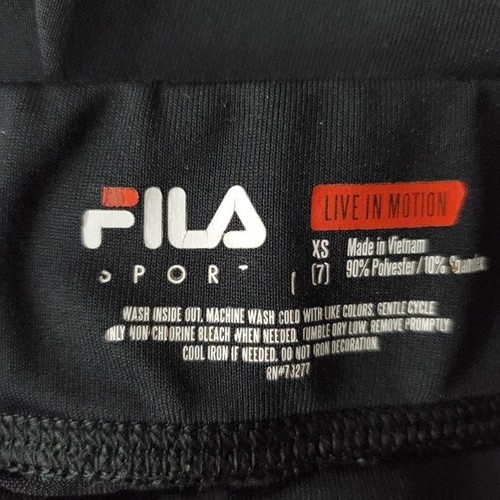 FILA
SPORT
LIVE IN MOTION
XS Made in Vietnam
(7) 90% Polyester/10% Spandex
WASH INSIDE OUT. MACHINE WASH COLD WITH LIKE COLORS. GENTLE CYCLE
ONLY NON-CHLORINE BLEACH WHEN NEEDED. TUMBLE DRY LOW. REMOVE PROMPTLY
COOL IRON IF NEEDED. DO NOT IRON DECORATION.
RN#73277